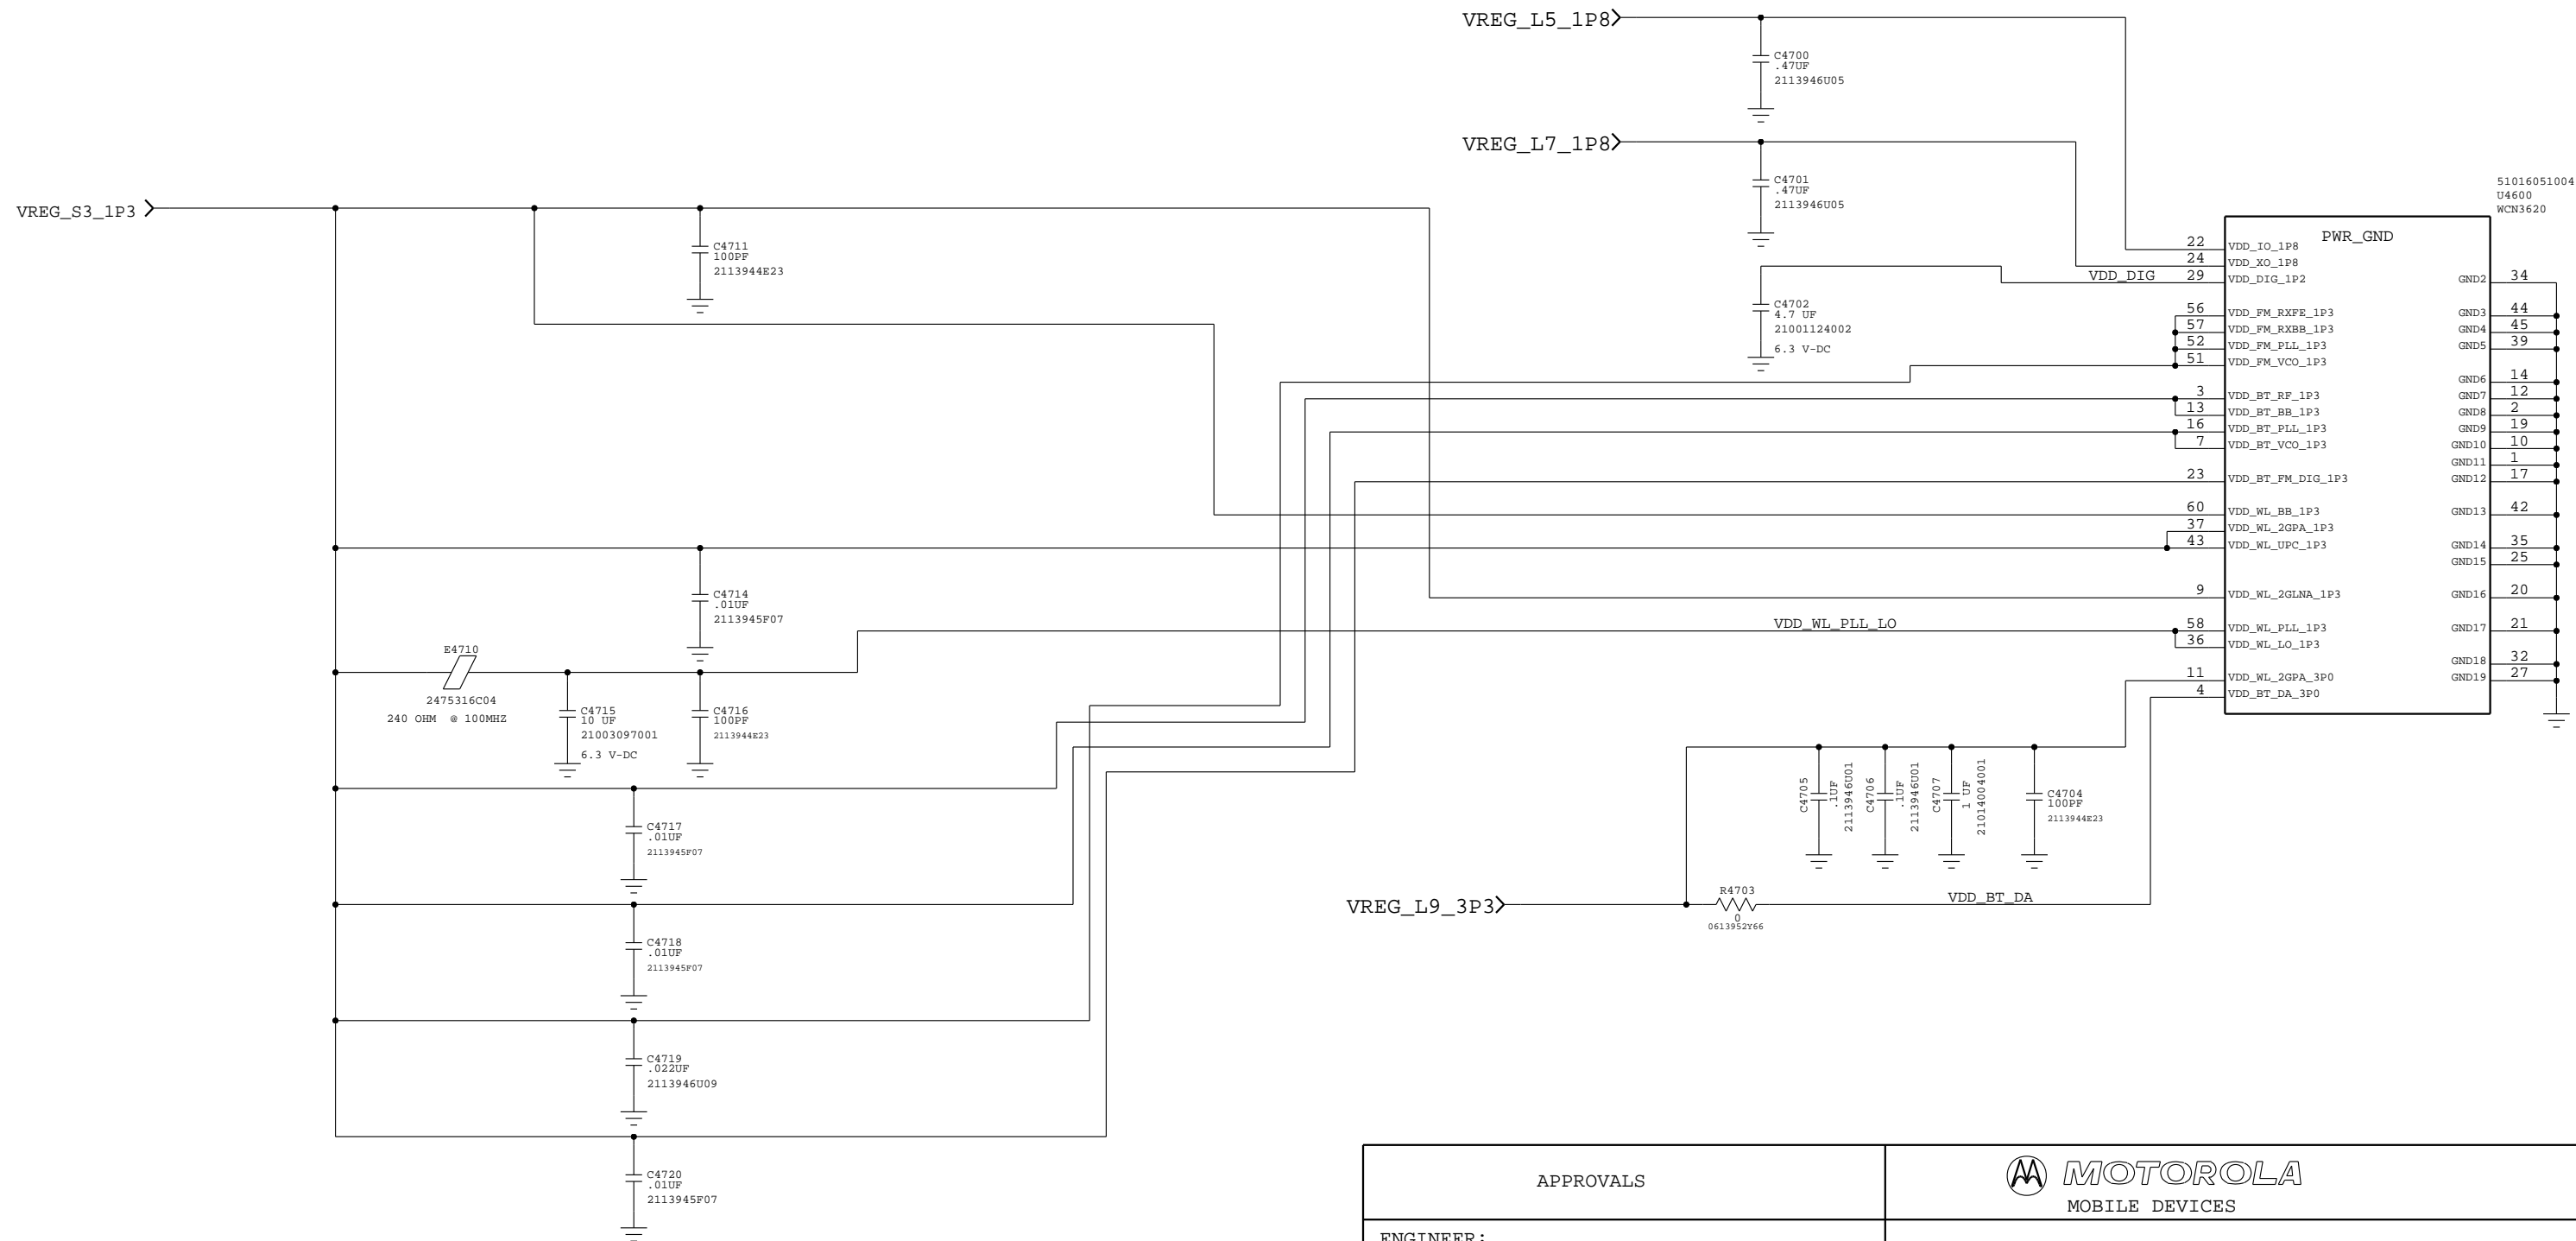 VREG_L5_1P8
C4700
.47UF
2113946U05
VREG_L7_1P8
C4701
.47UF
2113946U05
VREG_S3_1P3
C4711
100PF
2113944E23
C4702
4.7 UF
21001124002
6.3 V-DC
VDD_DIG
51016051004
U4600
WCN3620
PWR_GND
22 VDD_IO_1P8
24 VDD_XO_1P8
29 VDD_DIG_1P2
56 VDD_FM_RXFE_1P3
57 VDD_FM_RXBB_1P3
52 VDD_FM_PLL_1P3
51 VDD_FM_VCO_1P3
3 VDD_BT_RF_1P3
13 VDD_BT_BB_1P3
16 VDD_BT_PLL_1P3
7 VDD_BT_VCO_1P3
23 VDD_BT_FM_DIG_1P3
60 VDD_WL_BB_1P3
37 VDD_WL_2GPA_1P3
43 VDD_WL_UPC_1P3
9 VDD_WL_2GLNA_1P3
58 VDD_WL_PLL_1P3
36 VDD_WL_LO_1P3
11 VDD_WL_2GPA_3P0
4 VDD_BT_DA_3P0
GND2 34
GND3 44
GND4 45
GND5 39
GND6 14
GND7 12
GND8 2
GND9 19
GND10 10
GND11 1
GND12 17
GND13 42
GND14 35
GND15 25
GND16 20
GND17 21
GND18 32
GND19 27
C4714
.01UF
2113945F07
VDD_WL_PLL_LO
E4710
2475316C04
240 OHM @ 100MHZ
C4715
10 UF
21003097001
6.3 V-DC
C4716
100PF
2113944E23
C4705
.1UF
2113946U01
C4706
.1UF
2113946U01
C4707
1 UF
21014004001
C4704
100PF
2113944E23
C4717
.01UF
2113945F07
VREG_L9_3P3
R4703
0
0613952Y66
VDD_BT_DA
C4718
.01UF
2113945F07
C4719
.022UF
2113946U09
C4720
.01UF
2113945F07
APPROVALS
MOTOROLA
MOBILE DEVICES
ENGINEER: